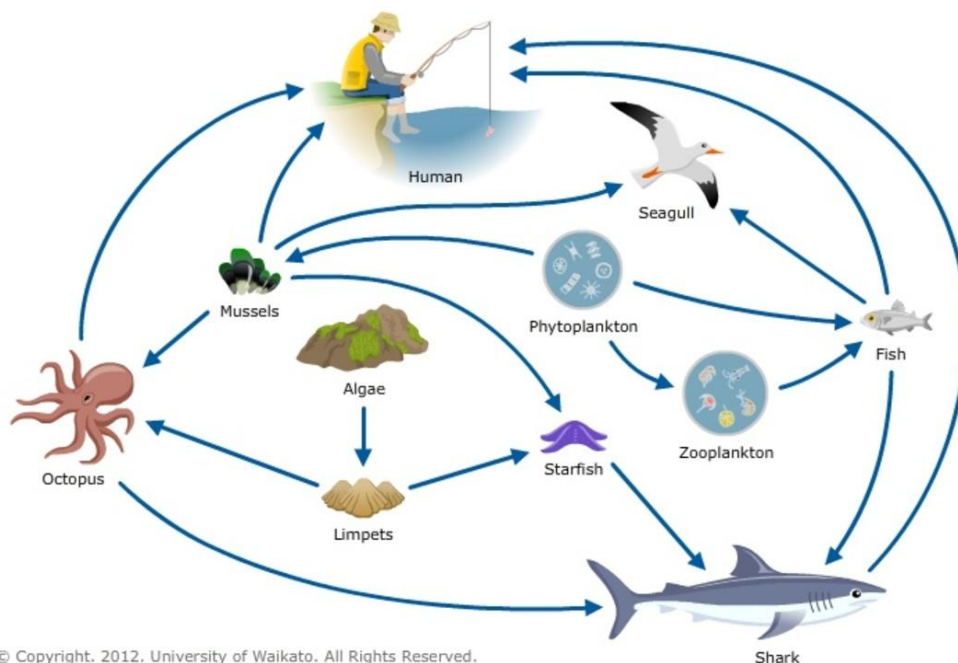 Human
Seagull
Mussels
Phytoplankton
Fish
Algae
Zooplankton
Octopus
Starfish
Limpets
Shark
© Copyright. 2012. University of Waikato. All Rights Reserved.